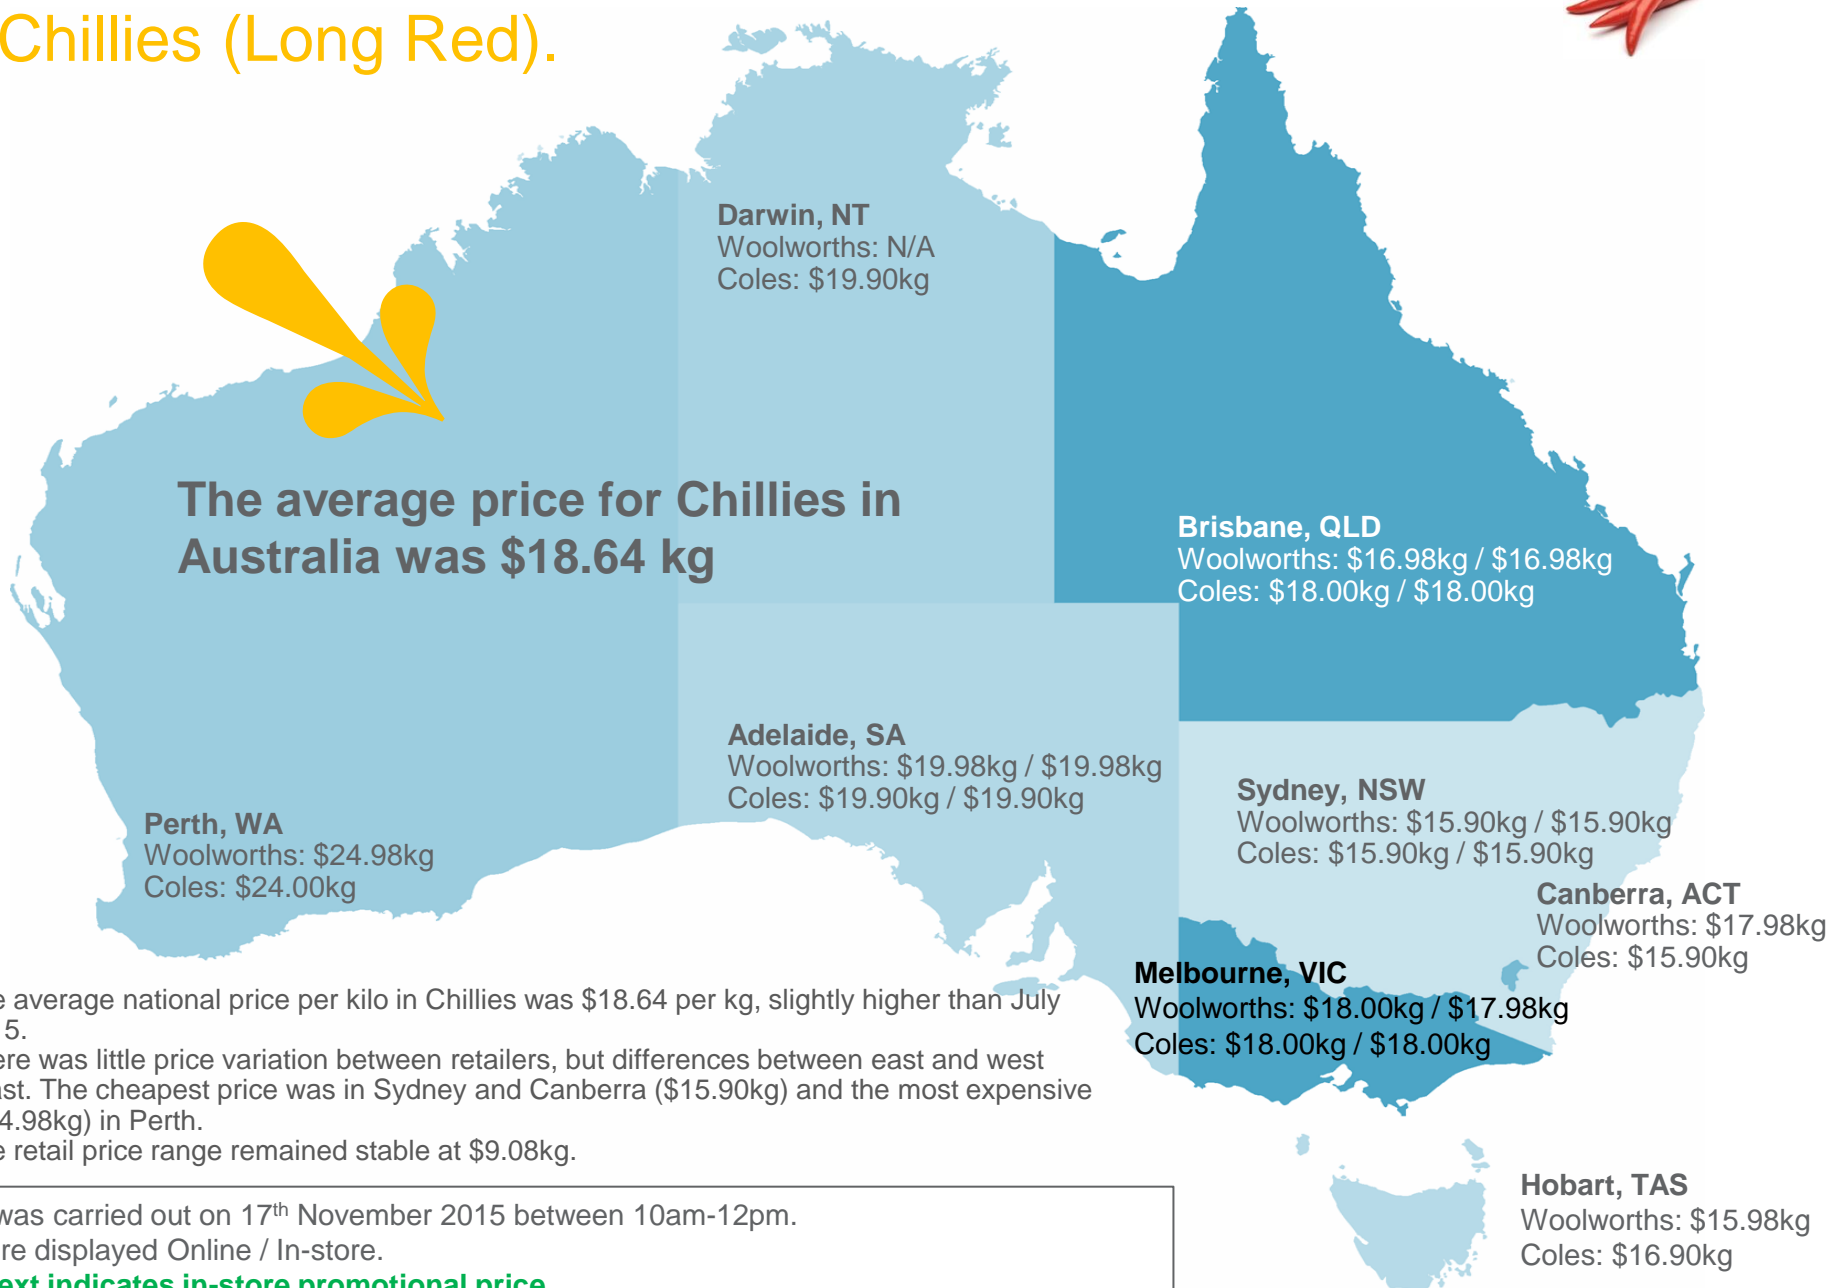 Chillies (Long Red).
Darwin, NT
Woolworths: N/A
Coles: $19.90kg
The average price for Chillies in
Australia was $18.64 kg
Brisbane, QLD
Woolworths: $16.98kg / $16.98kg
Coles: $18.00kg / $18.00kg
Adelaide, SA
Woolworths: $19.98kg / $19.98kg
Coles: $19.90kg / $19.90kg
Sydney, NSW
Woolworths: $15.90kg / $15.90kg
Coles: $15.90kg / $15.90kg
Perth, WA
Woolworths: $24.98kg
Coles: $24.00kg
Canberra, ACT
Woolworths: $17.98kg
Coles: $15.90kg
Melbourne, VIC
Woolworths: $18.00kg / $17.98kg
Coles: $18.00kg / $18.00kg
e average national price per kilo in Chillies was $18.64 per kg, slightly higher than July
15.
ere was little price variation between retailers, but differences between east and west
ast. The cheapest price was in Sydney and Canberra ($15.90kg) and the most expensive
4.98kg) in Perth.
e retail price range remained stable at $9.08kg.
was carried out on 17th November 2015 between 10am-12pm.
re displayed Online / In-store.
ext indicates in-store promotional price
Hobart, TAS
Woolworths: $15.98kg
Coles: $16.90kg